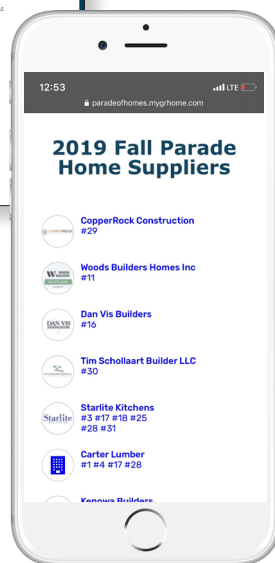 12:53
LTE
paradeofhomes.mygrhome.com
2019 Fall Parade
Home Suppliers
CopperRock Construction
#29
COPPERROCK
Woods Builders Homes Inc
#11
Dan Vis Builders
#16
DAN VIS
Tim Schollaart Builder LLC
#30
Starlite Kitchens
Starlite
#3 #17 #18 #25
#28 #31
Carter Lumber
#1 #4 #17 #28
Kenowa Builders